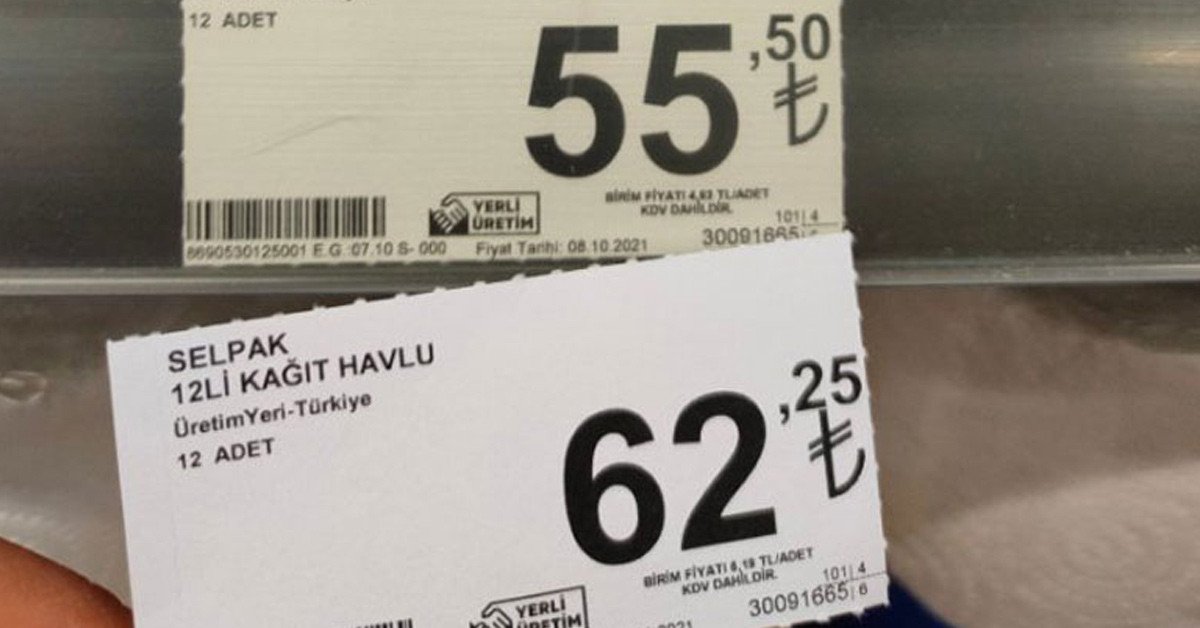 12 ADET
55,50 ₺
BİRİM FİYATI 4,63 TL/ADET
KDV DAHİLDİR.
YERLİ
ÜRETİM
101| 4
8690530125001 E.G.:07.10 S- 000
Fiyat Tarihi: 08.10.2021
30091665|
SELPAK
12Lİ KAĞIT HAVLU
ÜretimYeri-Türkiye
12 ADET
62,25 ₺
BİRİM FİYATI 5,19 TL/ADET
KDV DAHİLDİR.
101| 4
30091665| 6
YERLİ
ÜRETİM
2021